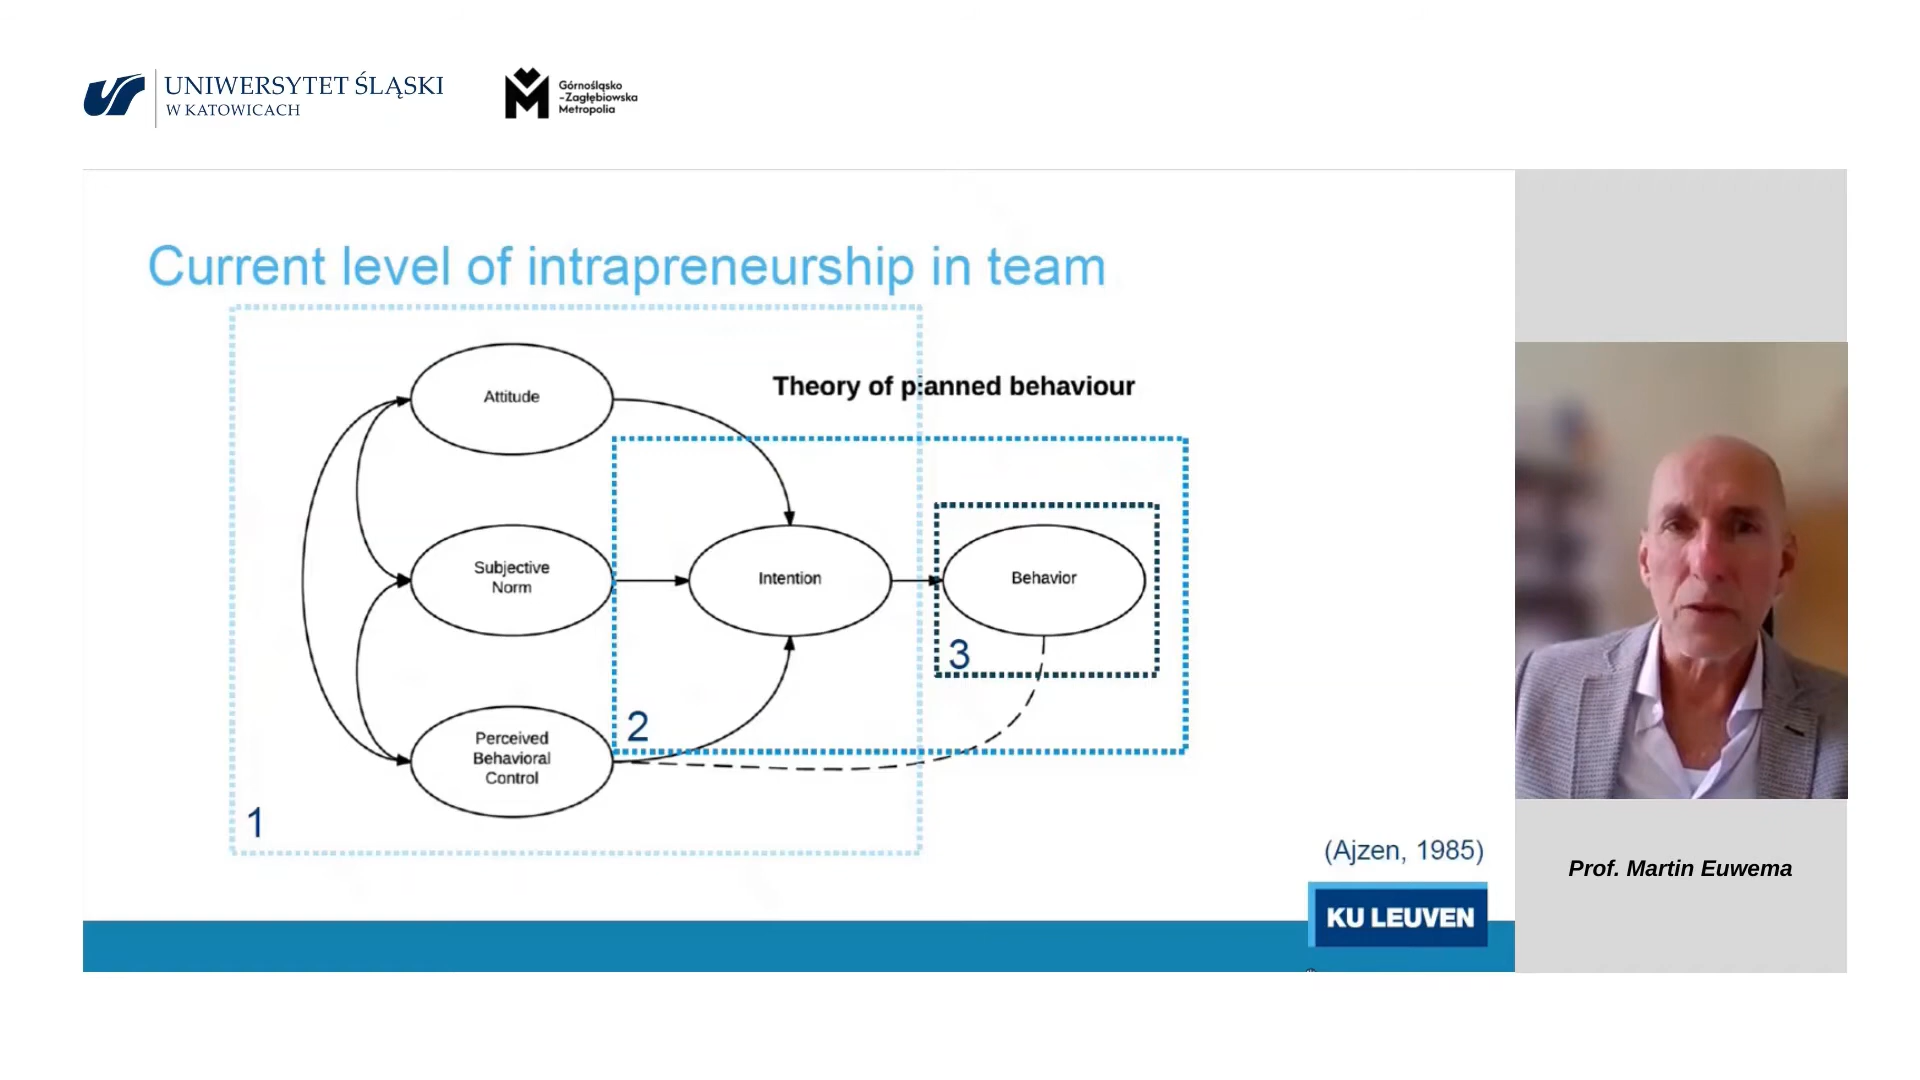 UNIWERSYTET ŚLĄSKI
W KATOWICACH
Górnośląsko
-Zagłębiowska
Metropolia
Current level of intrapreneurship in team
Theory of planned behaviour
Attitude
Subjective
Norm
Intention
Behavior
3
2
Perceived
Behavioral
Control
1
(Ajzen, 1985)
KU LEUVEN
Prof. Martin Euwema